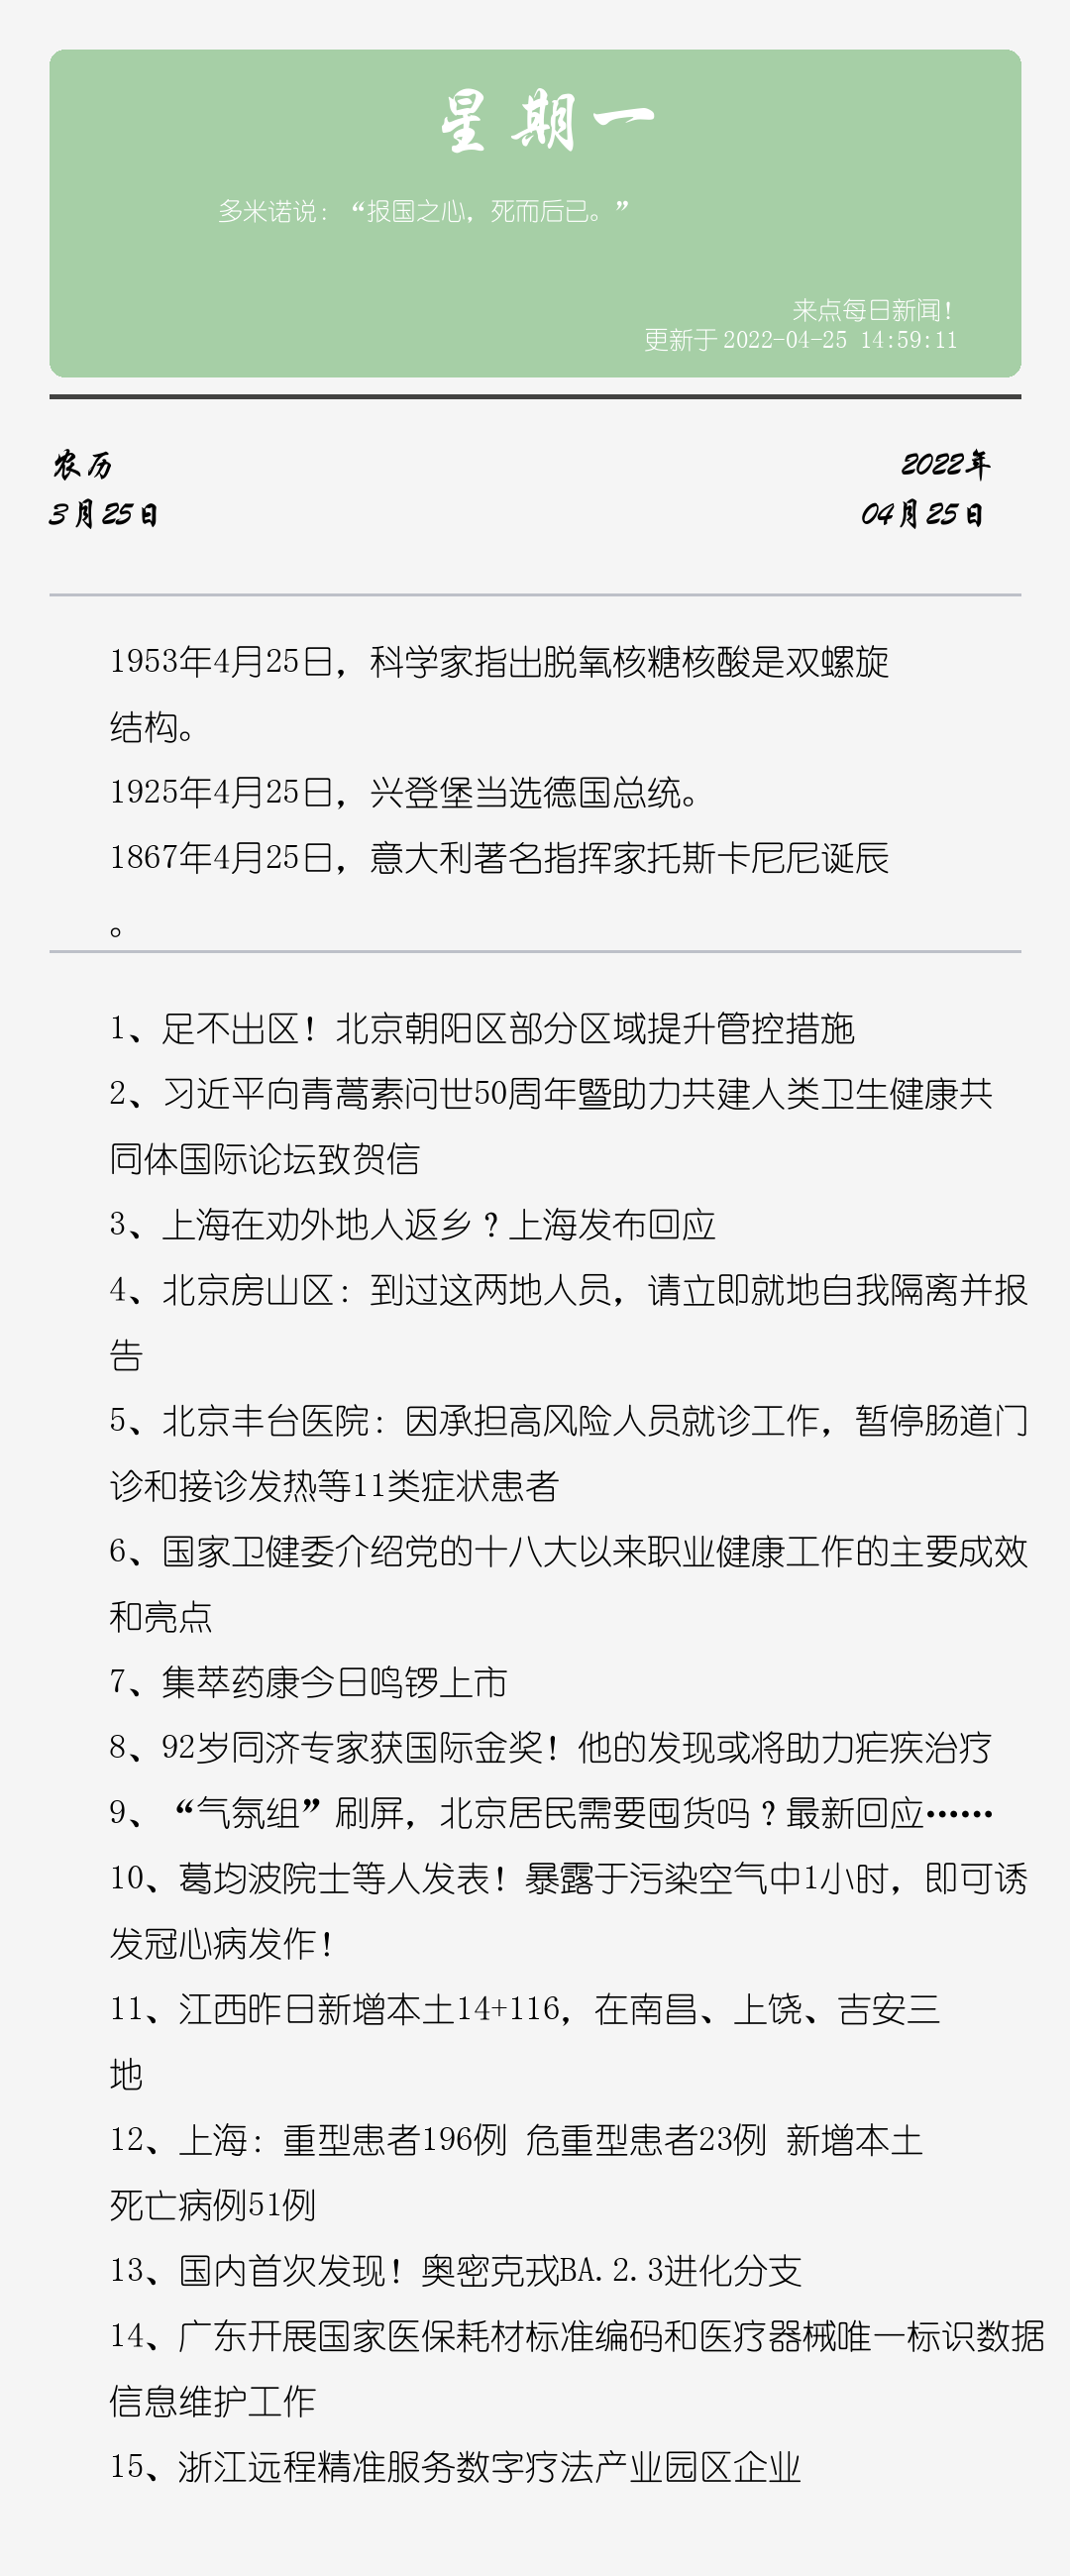 星期一
多米诺说：“报国之心，死而后已。”
来点每日新闻！
更新于 2022-04-25 14:59:11
农历
2022年
3月25日
04月25日
1953年4月25日，科学家指出脱氧核糖核酸是双螺旋
结构。
1925年4月25日，兴登堡当选德国总统。
1867年4月25日，意大利著名指挥家托斯卡尼尼诞辰
。
1、足不出区！北京朝阳区部分区域提升管控措施
2、习近平向青蒿素问世50周年暨助力共建人类卫生健康共
同体国际论坛致贺信
3、上海在劝外地人返乡？上海发布回应
4、北京房山区：到过这两地人员，请立即就地自我隔离并报
告
5、北京丰台医院：因承担高风险人员就诊工作，暂停肠道门
诊和接诊发热等11类症状患者
6、国家卫健委介绍党的十八大以来职业健康工作的主要成效
和亮点
7、集萃药康今日鸣锣上市
8、92岁同济专家获国际金奖！他的发现或将助力疟疾治疗
9、“气氛组”刷屏，北京居民需要囤货吗？最新回应……
10、葛均波院士等人发表！暴露于污染空气中1小时，即可诱
发冠心病发作！
11、江西昨日新增本土14+116，在南昌、上饶、吉安三
地
12、上海：重型患者196例 危重型患者23例 新增本土
死亡病例51例
13、国内首次发现！奥密克戎BA.2.3进化分支
14、广东开展国家医保耗材标准编码和医疗器械唯一标识数据
信息维护工作
15、浙江远程精准服务数字疗法产业园区企业